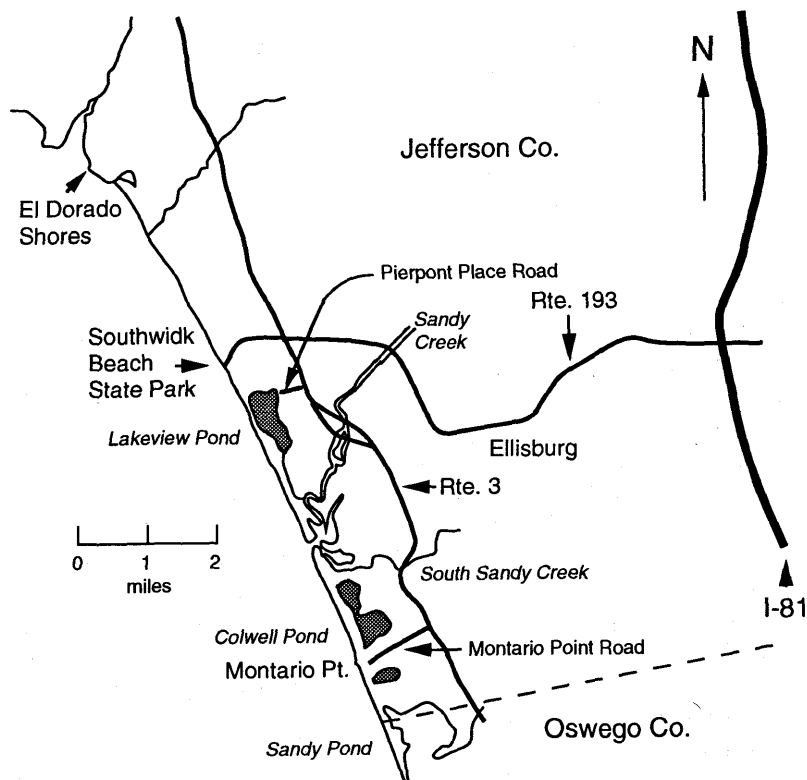 N
Jefferson Co.
El Dorado
Shores
Pierpont Place Road
Rte. 193
Sandy
Creek
Southwidk
Beach
State Park
Lakeview Pond
Ellisburg
Rte. 3
0 1 2
miles
South Sandy Creek
I-81
Colwell Pond
Montario Point Road
Montario Pt.
Oswego Co.
Sandy Pond